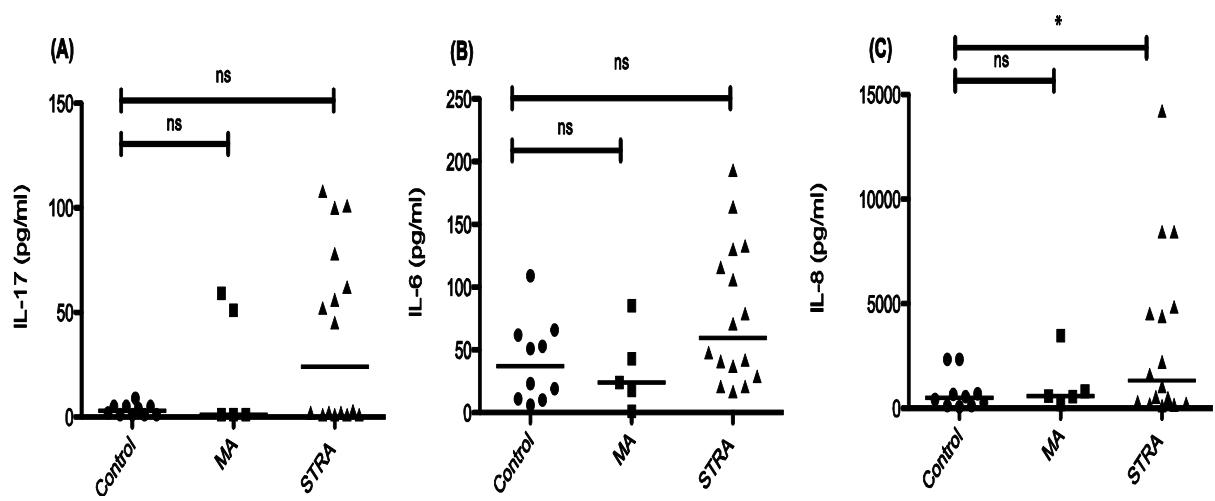 (A)
ns
ns
150
100
50
0
IL-17 (pg/ml)
Control
MA
STRA
(B)
ns
ns
250
200
150
100
50
0
IL-6 (pg/ml)
Control
MA
STRA
(C)
*
ns
15000
10000
5000
0
IL-8 (pg/ml)
Control
MA
STRA